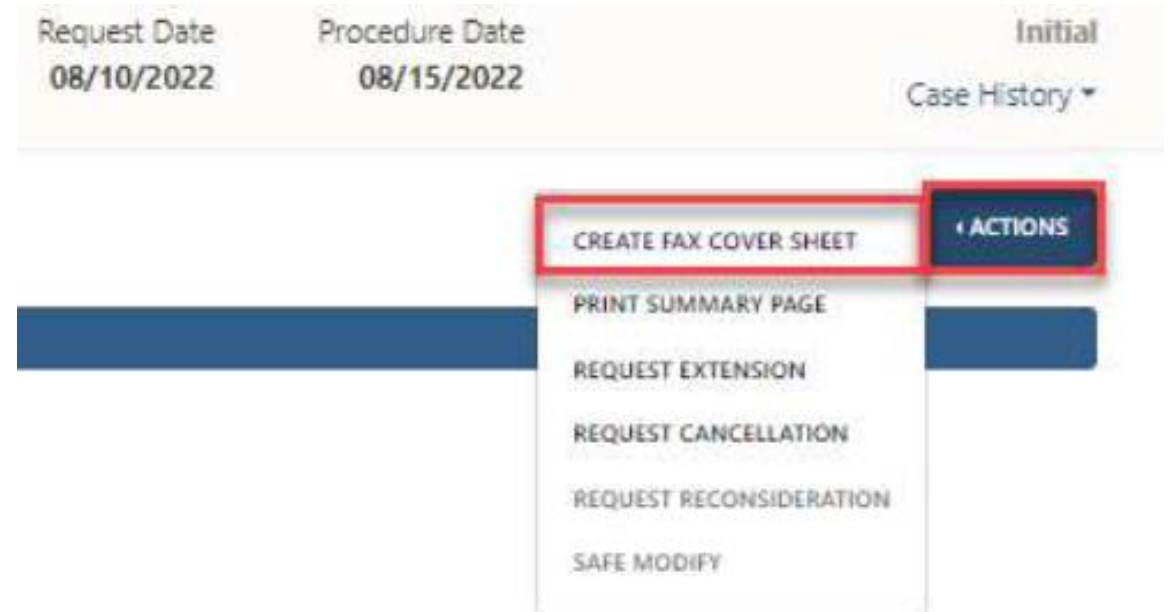 Request Date Procedure Date Initial
08/10/2022 08/15/2022
Case History
ACTIONS
CREATE FAX COVER SHEET
PRINT SUMMARY PAGE
REQUEST EXTENSION
REQUEST CANCELLATION
REQUEST RECONSIDERATION
SAFE MODIFY